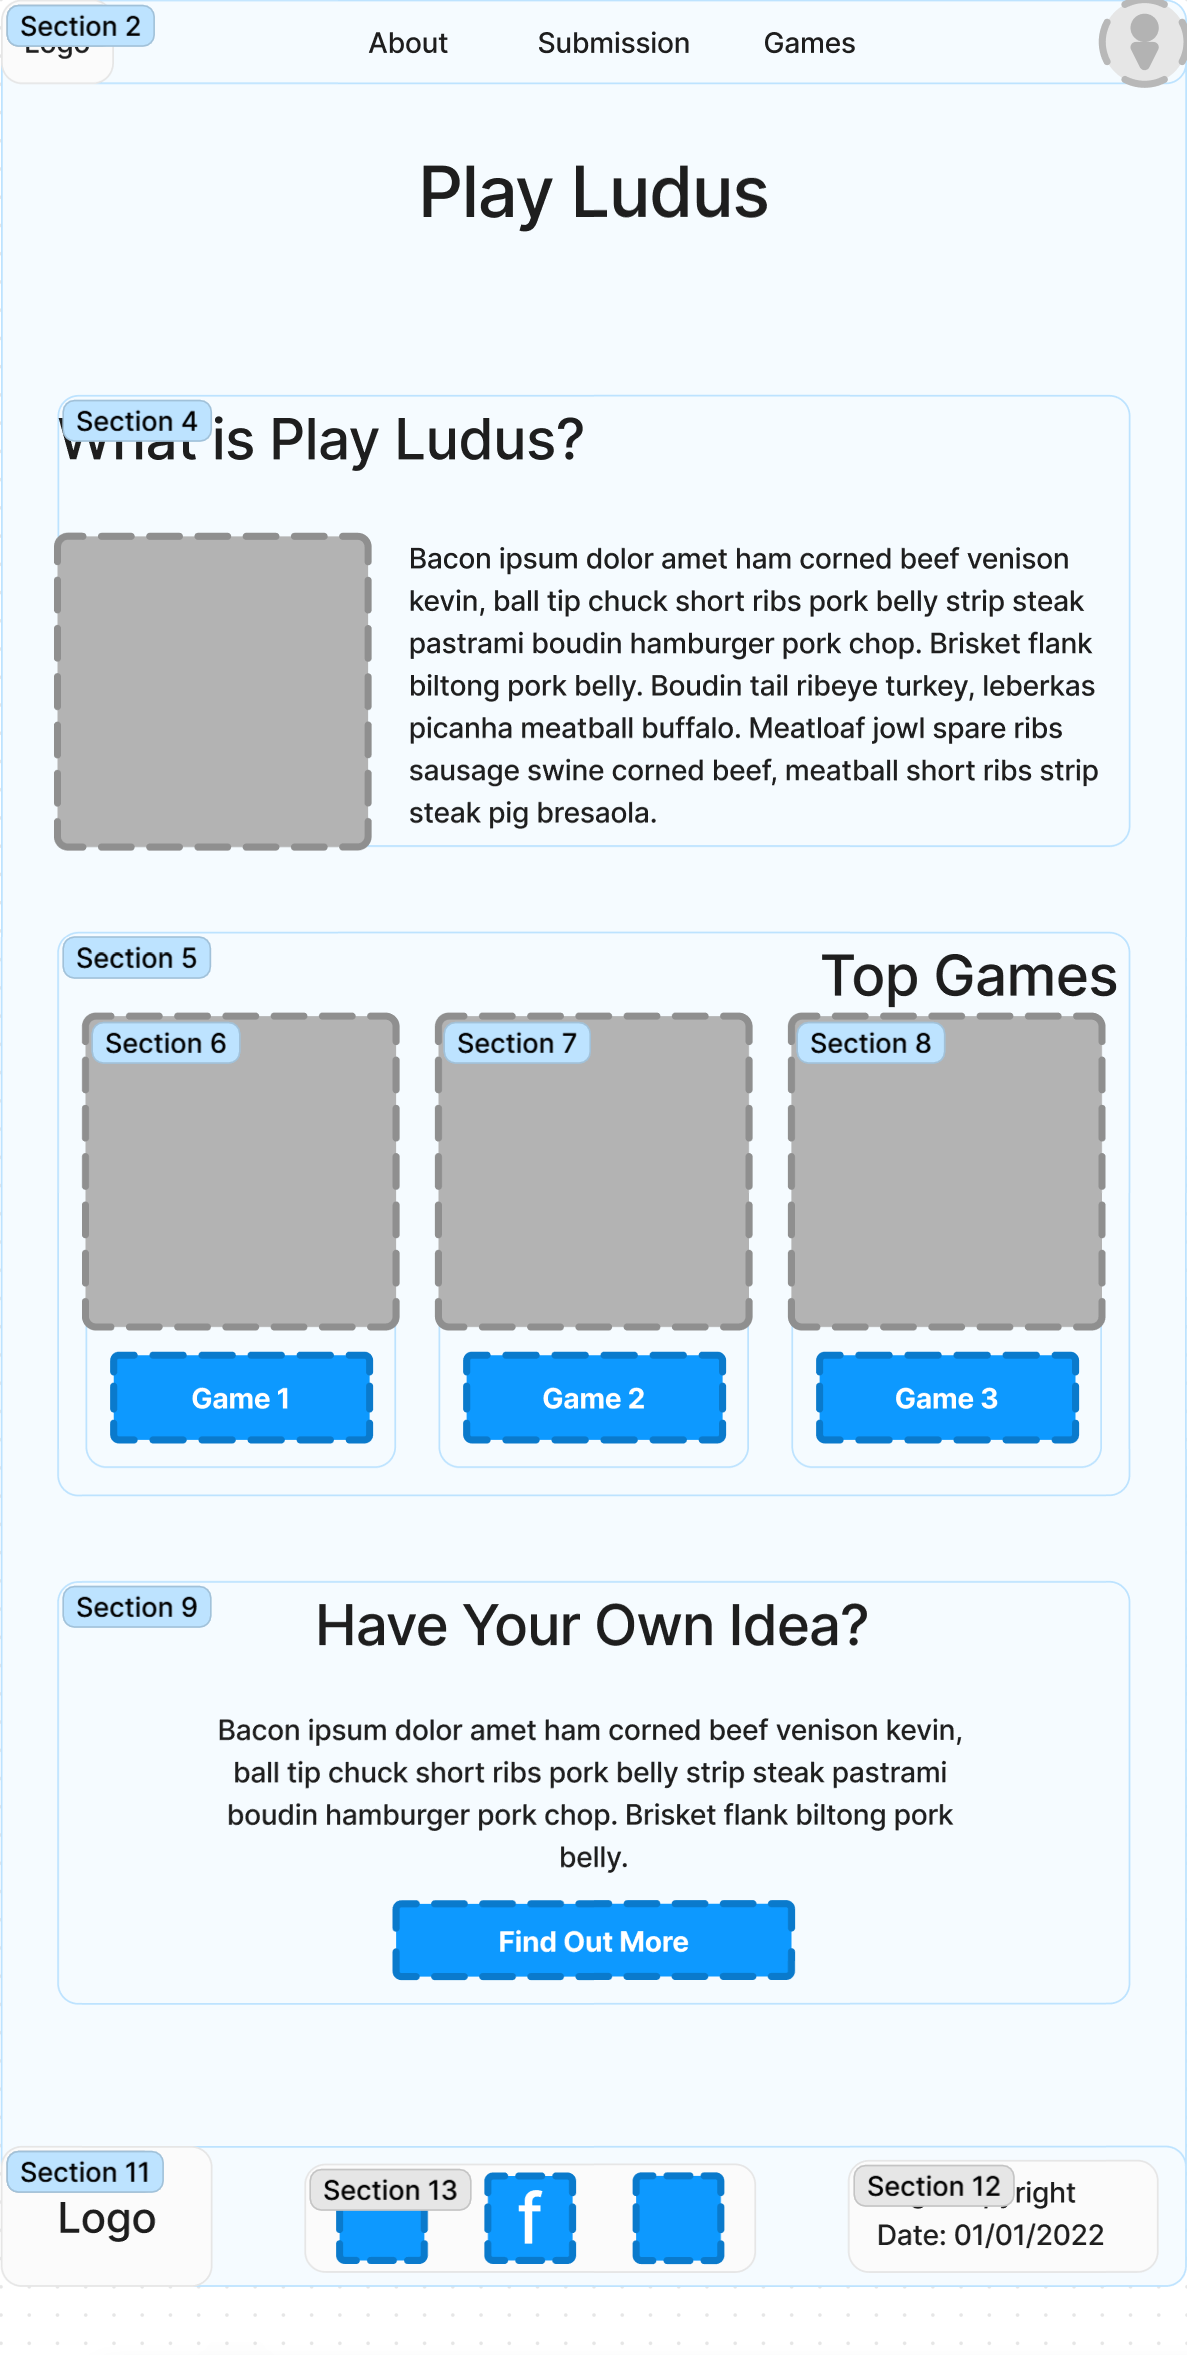 Section 2
Logo
About Submission Games
Play Ludus
Section 4
What is Play Ludus?
Bacon ipsum dolor amet ham corned beef venison
kevin, ball tip chuck short ribs pork belly strip steak
pastrami boudin hamburger pork chop. Brisket flank
biltong pork belly. Boudin tail ribeye turkey, leberkas
picanha meatball buffalo. Meatloaf jowl spare ribs
sausage swine corned beef, meatball short ribs strip
steak pig bresaola.
Section 5
Top Games
Section 6 Section 7 Section 8
Game 1 Game 2 Game 3
Section 9
Have Your Own Idea?
Bacon ipsum dolor amet ham corned beef venison kevin,
ball tip chuck short ribs pork belly strip steak pastrami
boudin hamburger pork chop. Brisket flank biltong pork
belly.
Find Out More
Section 11
Logo
Section 13
f
Section 12
Date: 01/01/2022